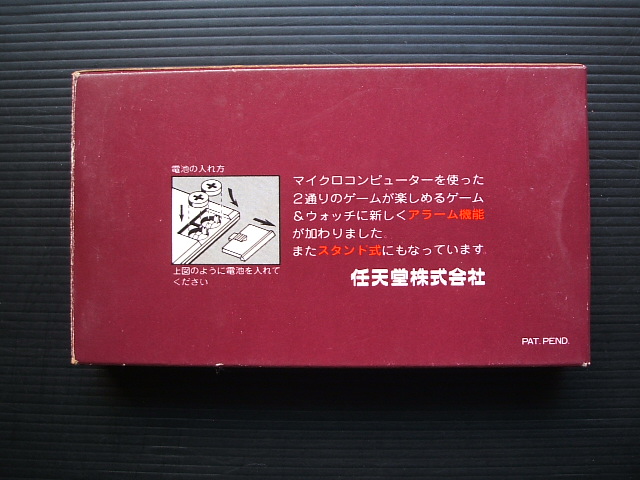 電池の入れ方
上図のように電池を入れて
ください
マイクロコンピューターを使った
2通りのゲームが楽しめるゲーム
&ウォッチに新しくアラーム機能
が加わりました。
またスタンド式にもなっています。
任天堂株式会社
PAT. PEND.